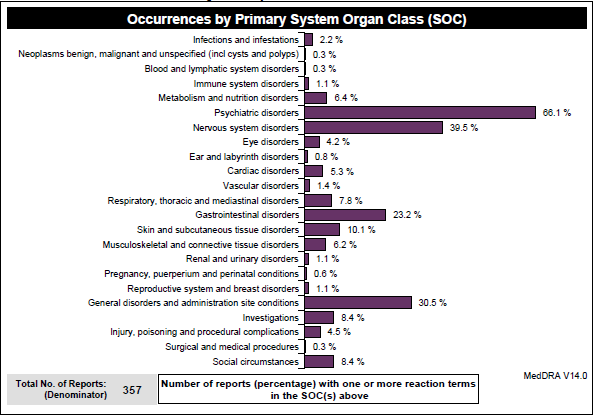 Occurrences by Primary System Organ Class (SOC)
Infections and infestations 2.2 %
Neoplasms benign, malignant and unspecified (incl cysts and polyps) 0.3 %
Blood and lymphatic system disorders 0.3 %
Immune system disorders 1.1 %
Metabolism and nutrition disorders 6.4 %
Psychiatric disorders 66.1 %
Nervous system disorders 39.5 %
Eye disorders 4.2 %
Ear and labyrinth disorders 0.8 %
Cardiac disorders 5.3 %
Vascular disorders 1.4 %
Respiratory, thoracic and mediastinal disorders 7.8 %
Gastrointestinal disorders 23.2 %
Skin and subcutaneous tissue disorders 10.1 %
Musculoskeletal and connective tissue disorders 6.2 %
Renal and urinary disorders 1.1 %
Pregnancy, puerperium and perinatal conditions 0.6 %
Reproductive system and breast disorders 1.1 %
General disorders and administration site conditions 30.5 %
Investigations 8.4 %
Injury, poisoning and procedural complications 4.5 %
Surgical and medical procedures 0.3 %
Social circumstances 8.4 %
MedDRA V14.0
Total No. of Reports:
(Denominator)
357
Number of reports (percentage) with one or more reaction terms
in the SOC(s) above